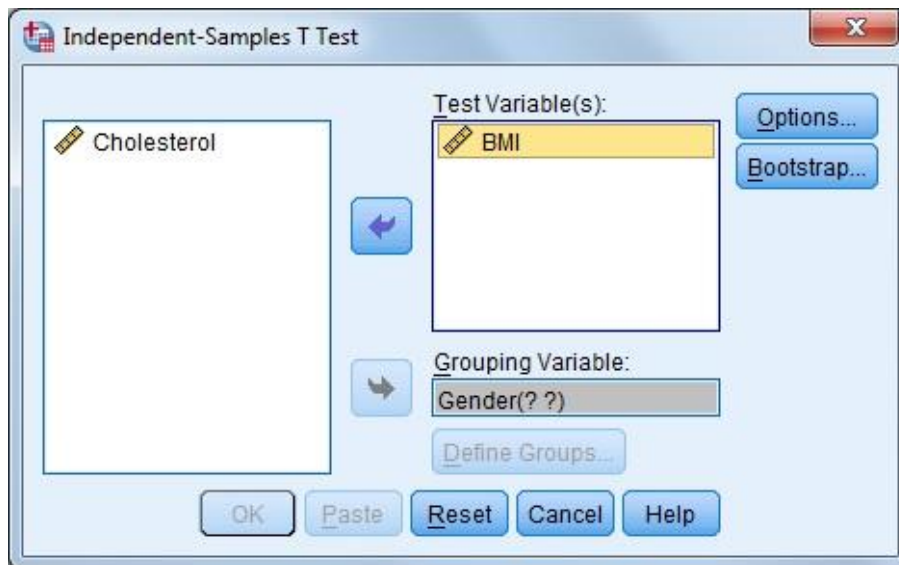 Independent-Samples T Test
Cholesterol
Test Variable(s):
BMI
Options...
Bootstrap...
Grouping Variable:
Gender(? ?)
Define Groups...
OK Paste Reset Cancel Help